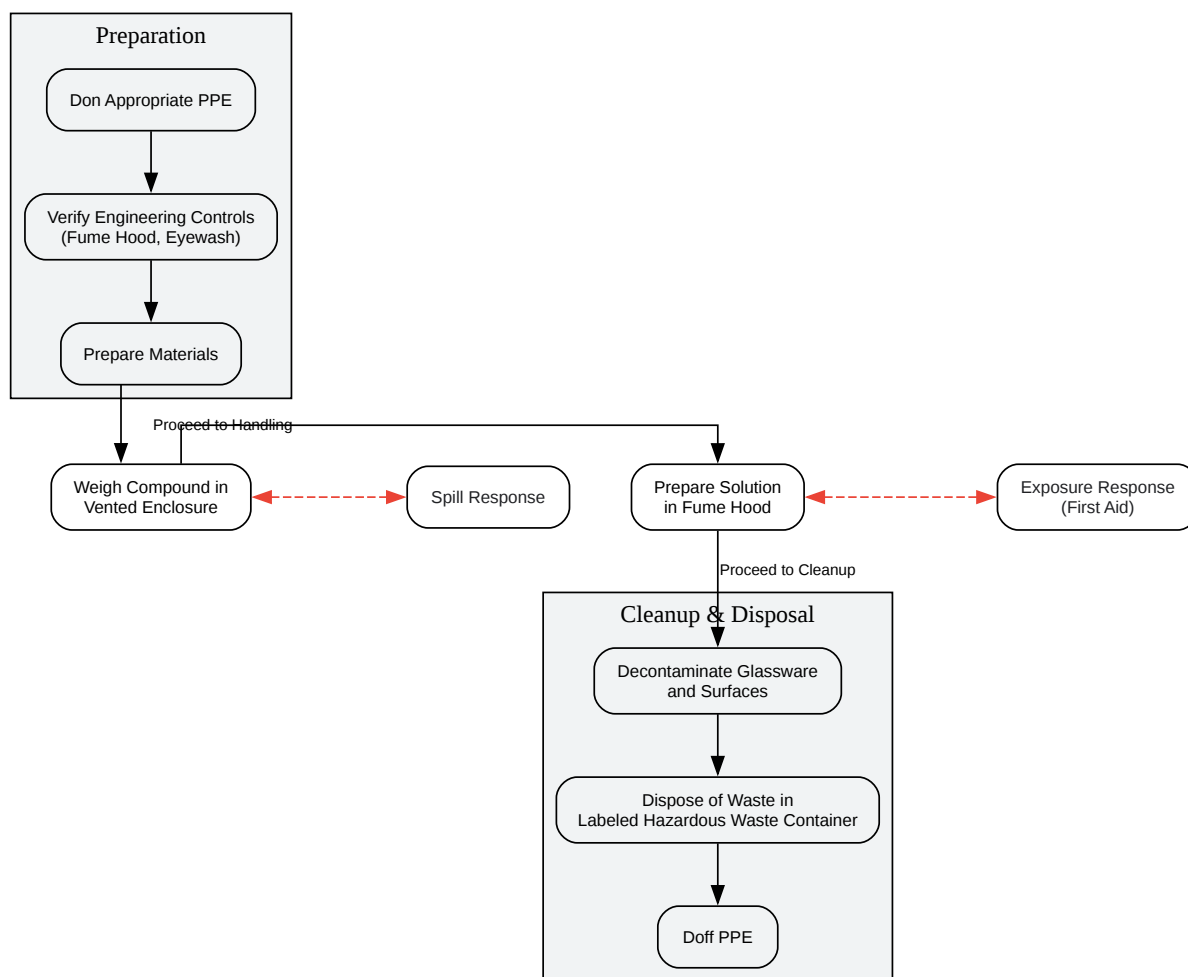 Preparation
Don Appropriate PPE
Verify Engineering Controls
(Fume Hood, Eyewash)
Prepare Materials
Proceed to Handling
Weigh Compound in
Vented Enclosure
Spill Response
Prepare Solution
in Fume Hood
Exposure Response
(First Aid)
Proceed to Cleanup
Cleanup & Disposal
Decontaminate Glassware
and Surfaces
Dispose of Waste in
Labeled Hazardous Waste Container
Doff PPE